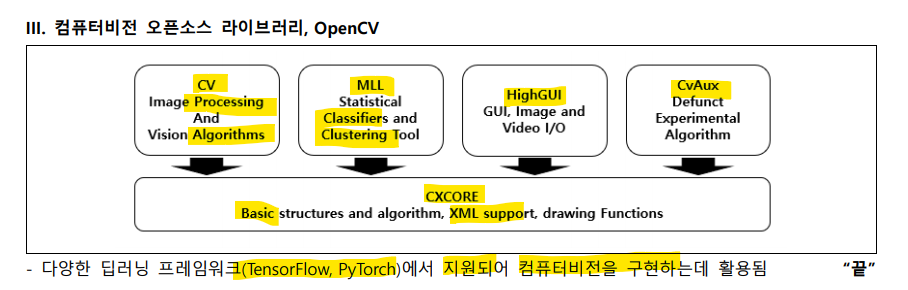 III. 컴퓨터비전 오픈소스 라이브러리, OpenCV
CV
Image Processing
And
Vision Algorithms
MLL
Statistical
Classifiers and
Clustering Tool
HighGUI
GUI, Image and
Video I/O
CvAux
Defunct
Experimental
Algorithm
CXCORE
Basic structures and algorithm, XML support, drawing Functions
- 다양한 딥러닝 프레임워크(TensorFlow, PyTorch)에서 지원되어 컴퓨터비전을 구현하는데 활용됨 “끝”